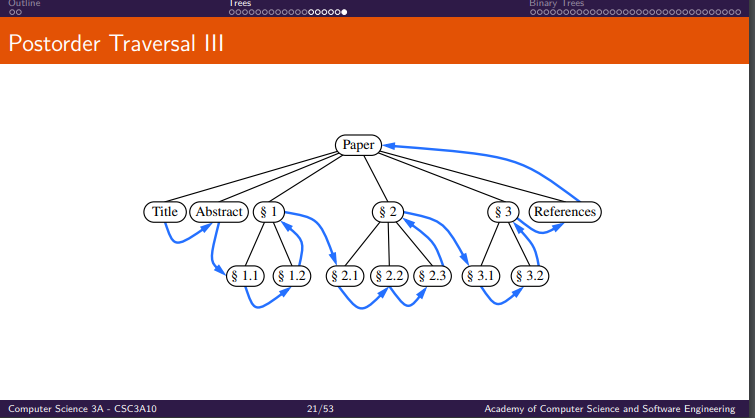 Outline Trees Binary Trees
Postorder Traversal III
Paper
Title Abstract § 1 § 2 § 3 References
§ 1.1 § 1.2 § 2.1 § 2.2 § 2.3 § 3.1 § 3.2
Computer Science 3A - CSC3A10 21/53 Academy of Computer Science and Software Engineering